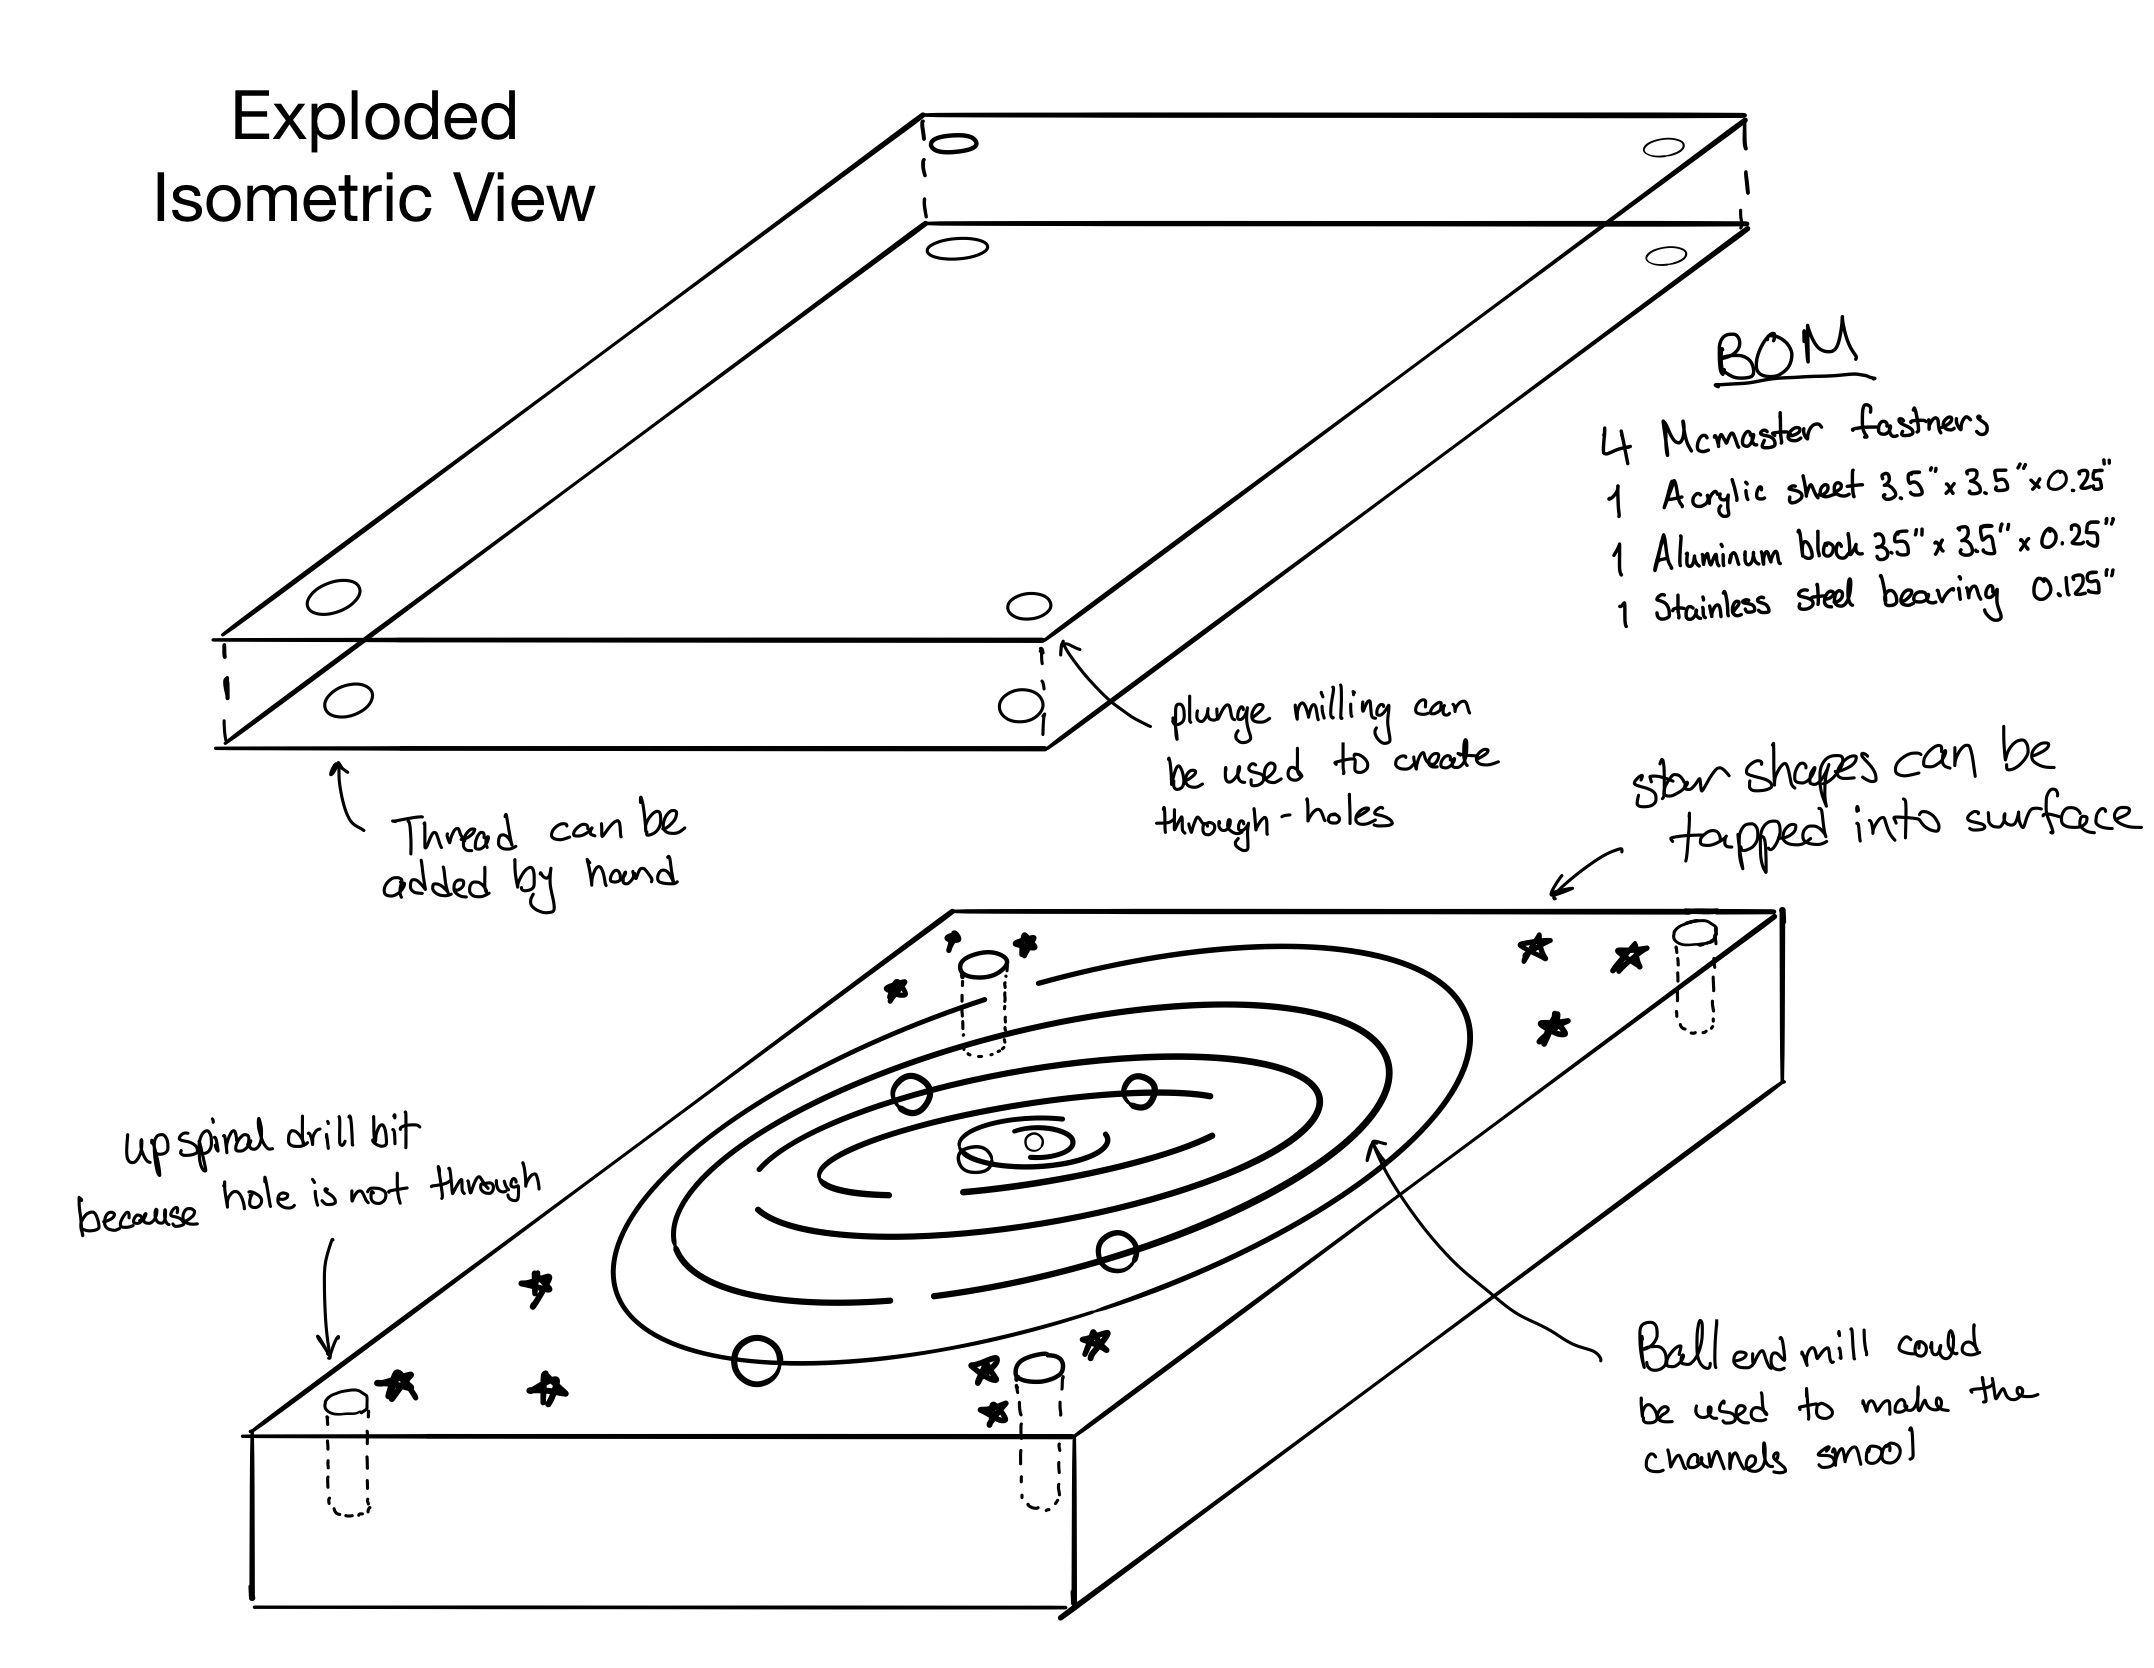 Exploded
Isometric View
BOM
4 Mcmaster fastners
1 Acrylic sheet 3.5" x 3.5" x 0.25"
1 Aluminum block 3.5" x 3.5" x 0.25"
1 Stainless steel bearing 0.125"
plunge milling can
be used to create
through-holes
Thread can be
added by hand
star shapes can be
tapped into surface
up spiral drill bit
because hole is not through
Ball end mill could
be used to make the
channels smool